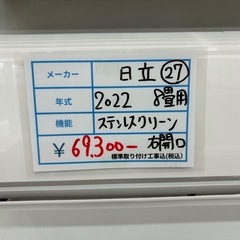 メーカー 日立 ㉗
年式 2022 8畳用
機能 ステンレスクリーン
右開口
¥ 69,300-
標準取り付け工事込(税込)